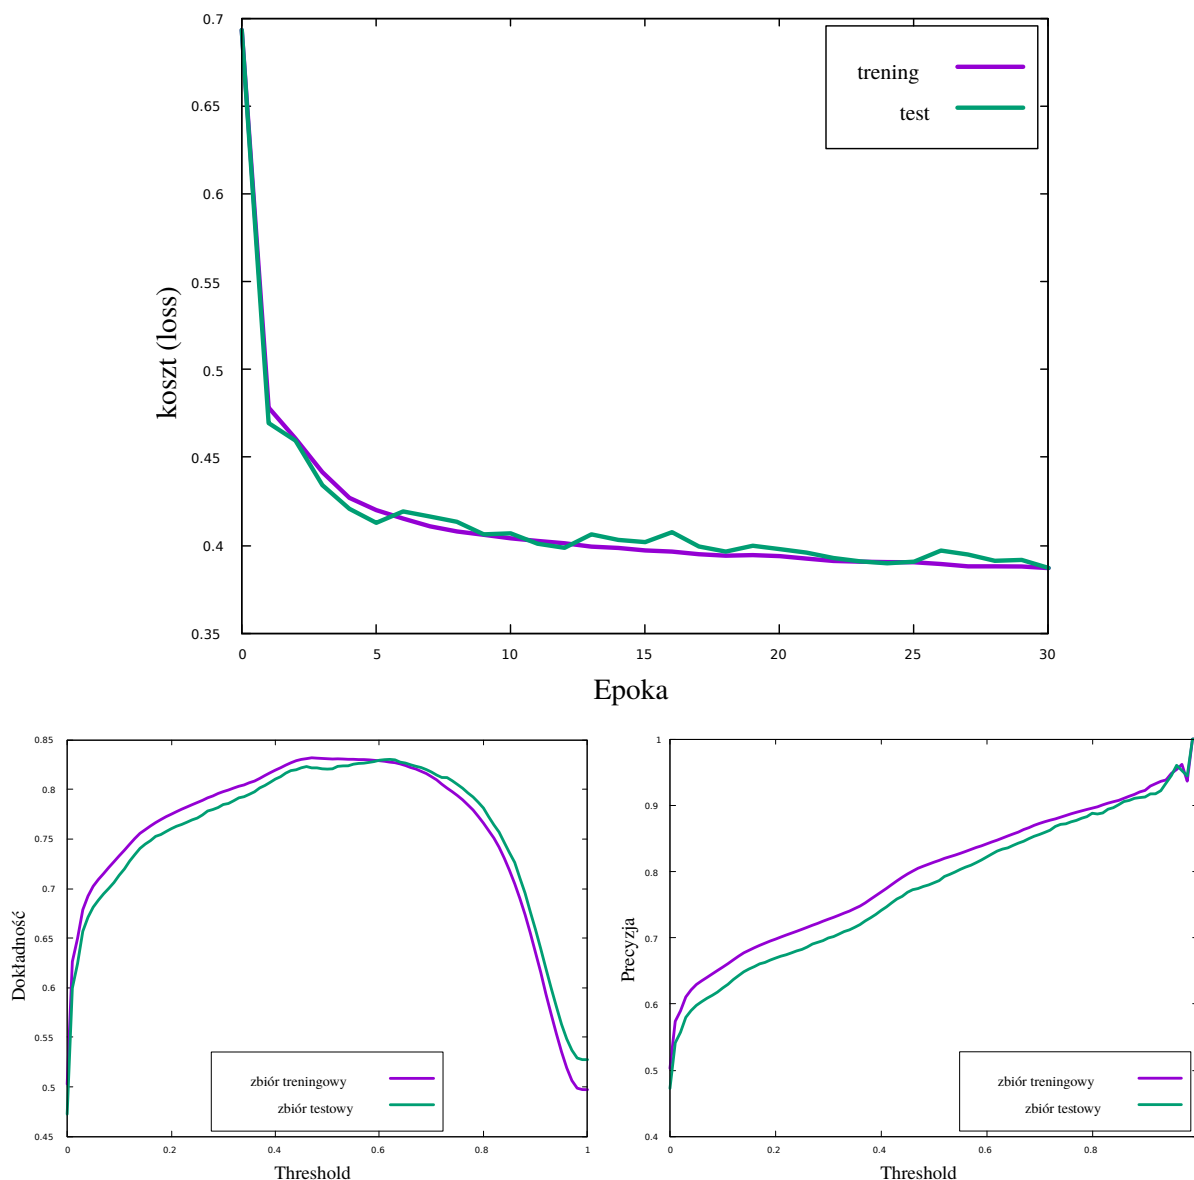 0.7
trening
test
0.65
0.6
0.55
0.5
0.45
0.4
0.35
koszt (loss)
0 5 10 15 20 25 30
Epoka
0.85
0.8
0.75
0.7
0.65
0.6
0.55
0.5
0.45
Dokładność
zbiór treningowy
zbiór testowy
0 0.2 0.4 0.6 0.8 1
Threshold
1
0.9
0.8
0.7
0.6
0.5
0.4
Precyzja
zbiór treningowy
zbiór testowy
0 0.2 0.4 0.6 0.8
Threshold